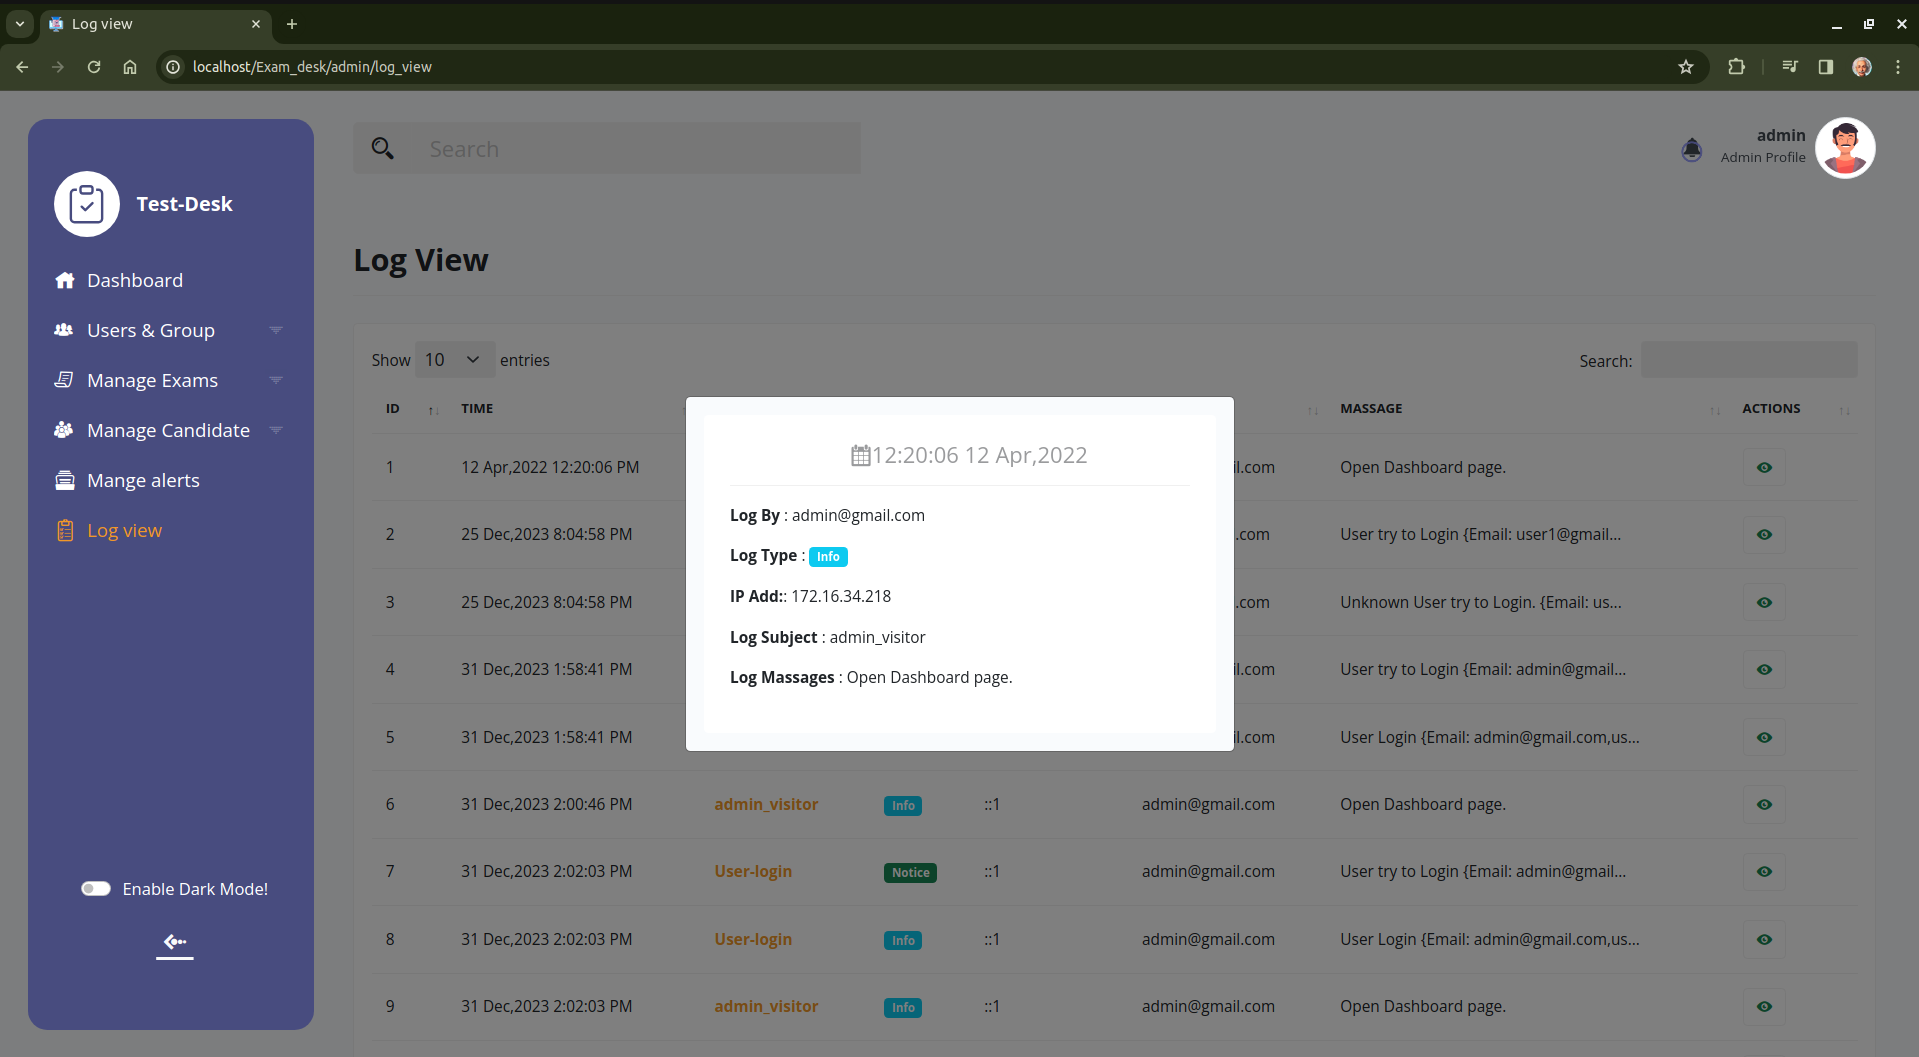 Log view
localhost/Exam_desk/admin/log_view
Test-Desk
Dashboard
Users & Group
Manage Exams
Manage Candidate
Mange alerts
Log view
Enable Dark Mode!
Search
admin
Admin Profile
Log View
Show 10 entries
Search:
ID TIME MASSAGE ACTIONS
1 12 Apr,2022 12:20:06 PM il.com Open Dashboard page.
2 25 Dec,2023 8:04:58 PM .com User try to Login {Email: user1@gmail...
3 25 Dec,2023 8:04:58 PM .com Unknown User try to Login. {Email: us...
4 31 Dec,2023 1:58:41 PM il.com User try to Login {Email: admin@gmail...
5 31 Dec,2023 1:58:41 PM il.com User Login {Email: admin@gmail.com,us...
6 31 Dec,2023 2:00:46 PM admin_visitor Info ::1 admin@gmail.com Open Dashboard page.
7 31 Dec,2023 2:02:03 PM User-login Notice ::1 admin@gmail.com User try to Login {Email: admin@gmail...
8 31 Dec,2023 2:02:03 PM User-login Info ::1 admin@gmail.com User Login {Email: admin@gmail.com,us...
9 31 Dec,2023 2:02:03 PM admin_visitor Info ::1 admin@gmail.com Open Dashboard page.
12:20:06 12 Apr,2022
Log By : admin@gmail.com
Log Type : Info
IP Add:: 172.16.34.218
Log Subject : admin_visitor
Log Massages : Open Dashboard page.